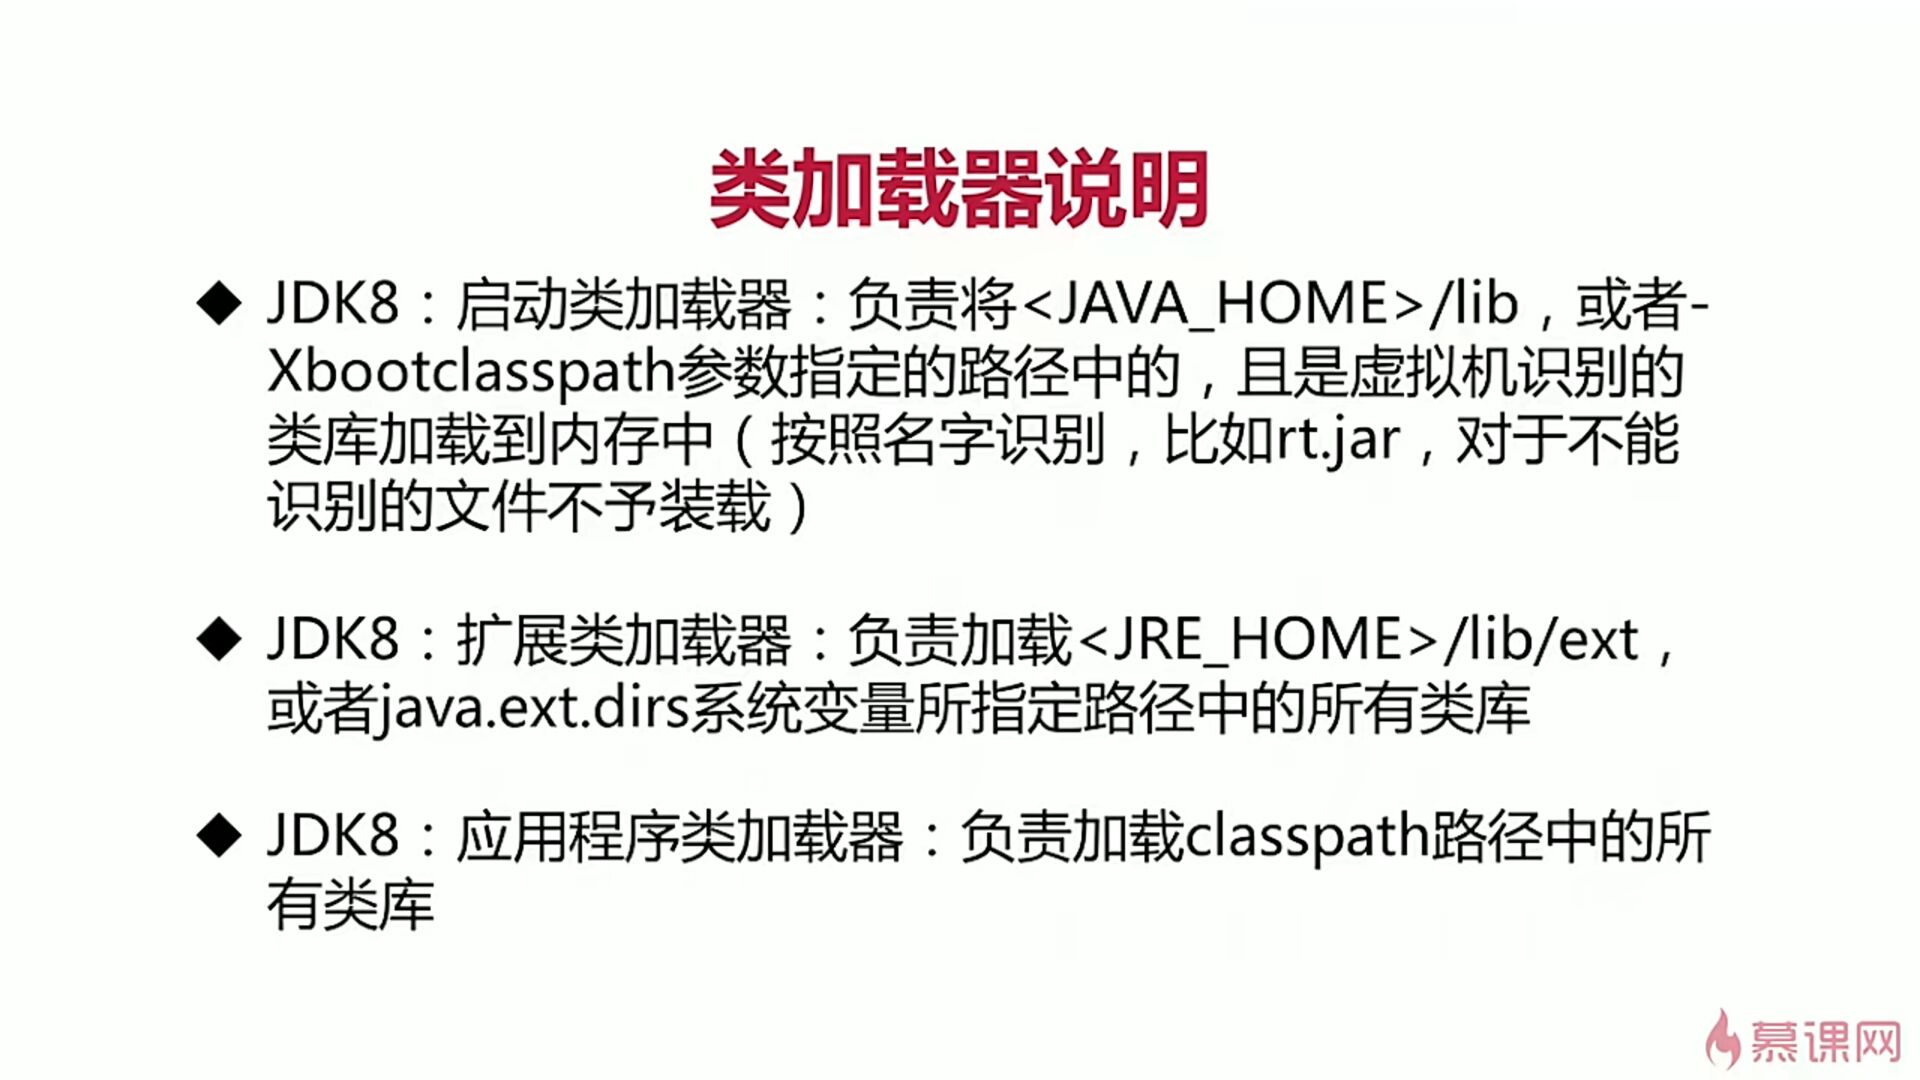 类加载器说明
◆ JDK8：启动类加载器：负责将<JAVA_HOME>/lib，或者-
Xbootclasspath参数指定的路径中的，且是虚拟机识别的
类库加载到内存中（按照名字识别，比如rt.jar，对于不能
识别的文件不予装载）
◆ JDK8：扩展类加载器：负责加载<JRE_HOME>/lib/ext，
或者java.ext.dirs系统变量所指定路径中的所有类库
◆ JDK8：应用程序类加载器：负责加载classpath路径中的所
有类库
慕课网